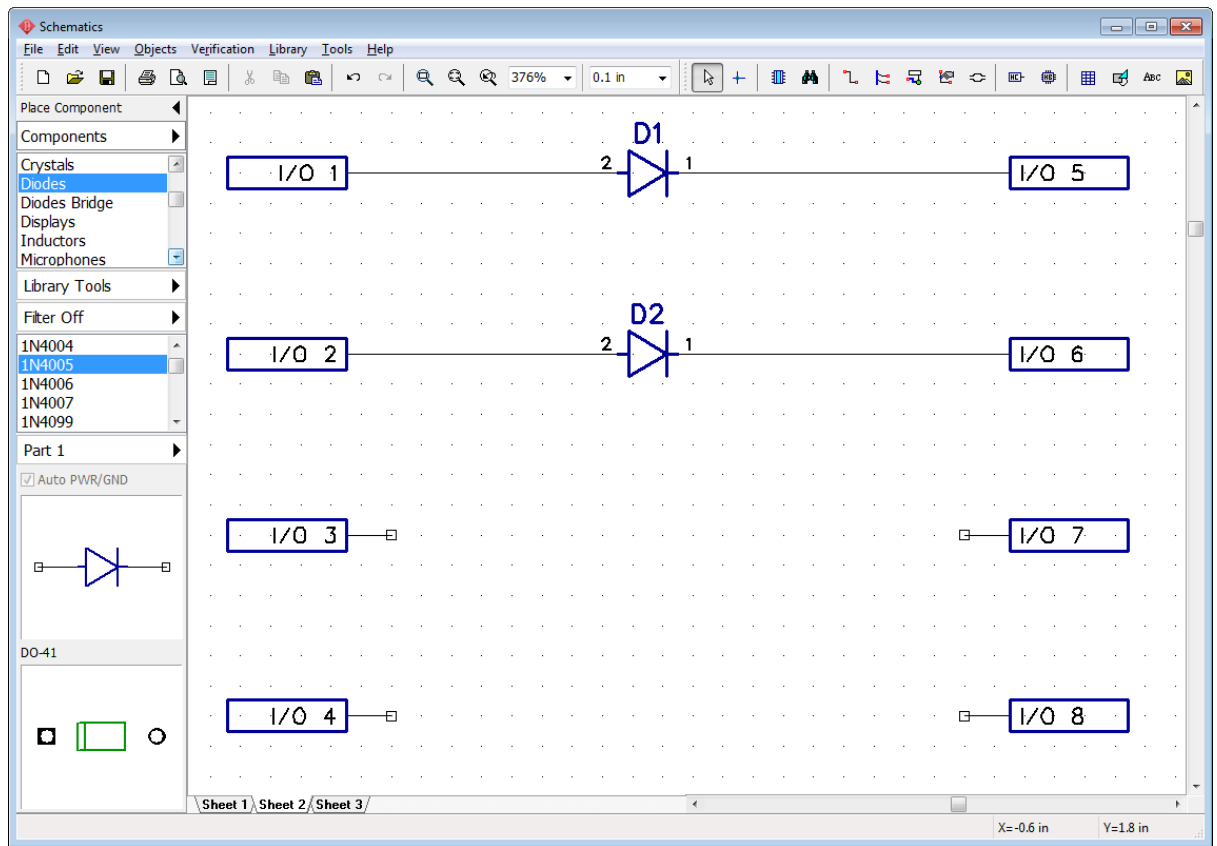 Schematics
File Edit View Objects Verification Library Tools Help
376% 0.1 in ABC
Place Component
Components
Crystals
Diodes
Diodes Bridge
Displays
Inductors
Microphones
Library Tools
Filter Off
1N4004
1N4005
1N4006
1N4007
1N4099
Part 1
Auto PWR/GND
DO-41
D1
I/O 1 2 1 I/O 5
D2
I/O 2 2 1 I/O 6
I/O 3 I/O 7
I/O 4 I/O 8
Sheet 1 Sheet 2 Sheet 3
X=-0.6 in Y=1.8 in